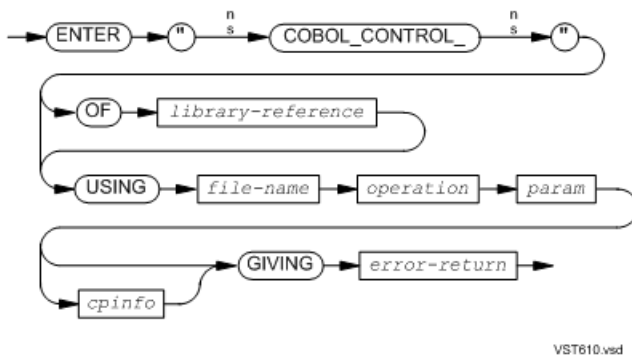 n n
s s
ENTER " COBOL_CONTROL_ "
OF library-reference
USING file-name operation param
GIVING error-return
cpinfo
VST610.vsd